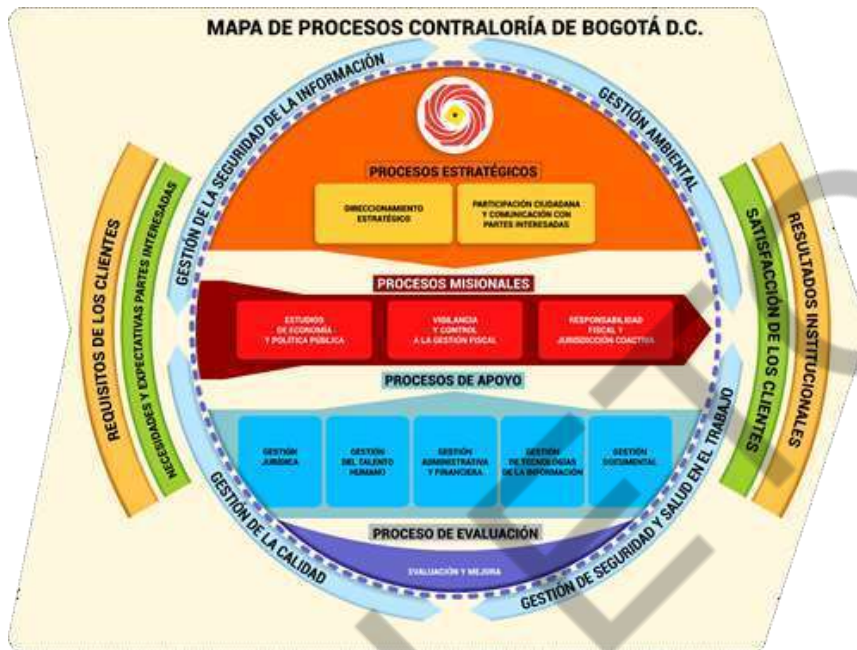 MAPA DE PROCESOS CONTRALORÍA DE BOGOTÁ D.C.
GESTIÓN DE LA SEGURIDAD DE LA INFORMACIÓN
GESTIÓN AMBIENTAL
REQUISITOS DE LOS CLIENTES
NECESIDADES Y EXPECTATIVAS PARTES INTERESADAS
PROCESOS ESTRATÉGICOS
DIRECCIONAMIENTO
ESTRATÉGICO
PARTICIPACIÓN CIUDADANA
Y COMUNICACIÓN CON
PARTES INTERESADAS
PROCESOS MISIONALES
ESTUDIOS
DE ECONOMÍA
Y POLÍTICA PÚBLICA
VIGILANCIA
Y CONTROL
A LA GESTIÓN FISCAL
RESPONSABILIDAD
FISCAL Y
JURISDICCIÓN COACTIVA
PROCESOS DE APOYO
GESTIÓN
JURÍDICA
GESTIÓN
DEL TALENTO
HUMANO
GESTIÓN
ADMINISTRATIVA
Y FINANCIERA
GESTIÓN
DE TECNOLOGÍAS
DE LA INFORMACIÓN
GESTIÓN
DOCUMENTAL
PROCESO DE EVALUACIÓN
EVALUACIÓN Y MEJORA
GESTIÓN DE LA CALIDAD
GESTIÓN DE SEGURIDAD Y SALUD EN EL TRABAJO
SATISFACCIÓN DE LOS CLIENTES
RESULTADOS INSTITUCIONALES